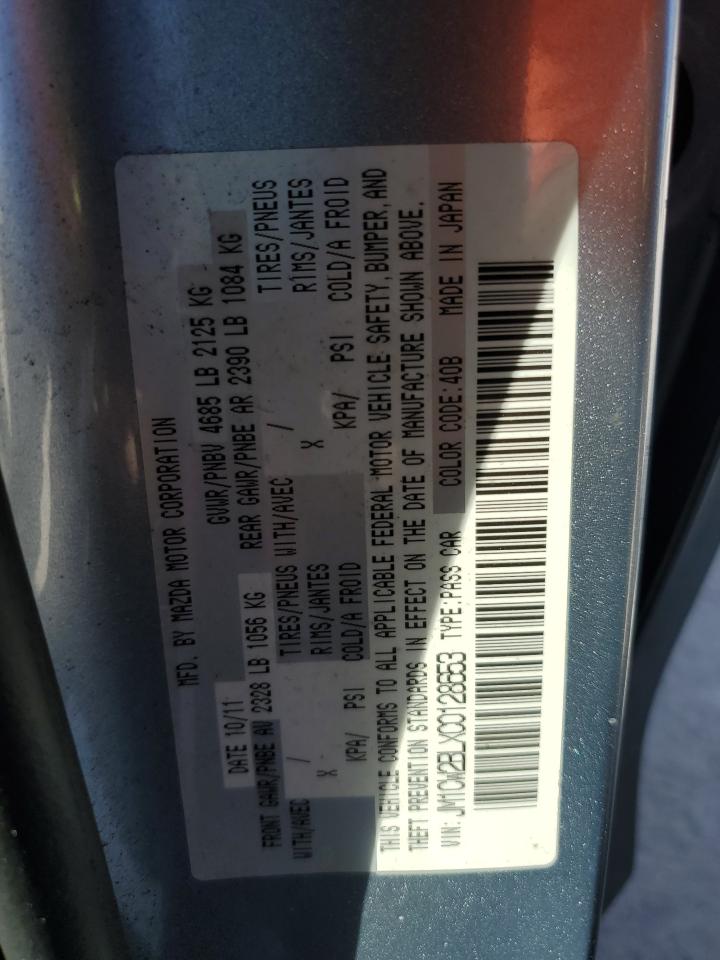 MFD. BY MAZDA MOTOR CORPORATION
DATE 10/11 GVWR/PNBV 4685 LB 2125 KG
FRONT GAWR/PNBE AV 2328 LB 1056 KG REAR GAWR/PNBE AR 2390 LB 1084 KG
WITH/AVEC / TIRES/PNEUS WITH/AVEC / TIRES/PNEUS
X RIMS/JANTES X RIMS/JANTES
KPA/ PSI COLD/A FROID KPA/ PSI COLD/A FROID
THIS VEHICLE CONFORMS TO ALL APPLICABLE FEDERAL MOTOR VEHICLE SAFETY, BUMPER, AND
THEFT PREVENTION STANDARDS IN EFFECT ON THE DATE OF MANUFACTURE SHOWN ABOVE.
VIN: JM1CW2BLXC0128653 TYPE:PASS CAR COLOR CODE:40B MADE IN JAPAN